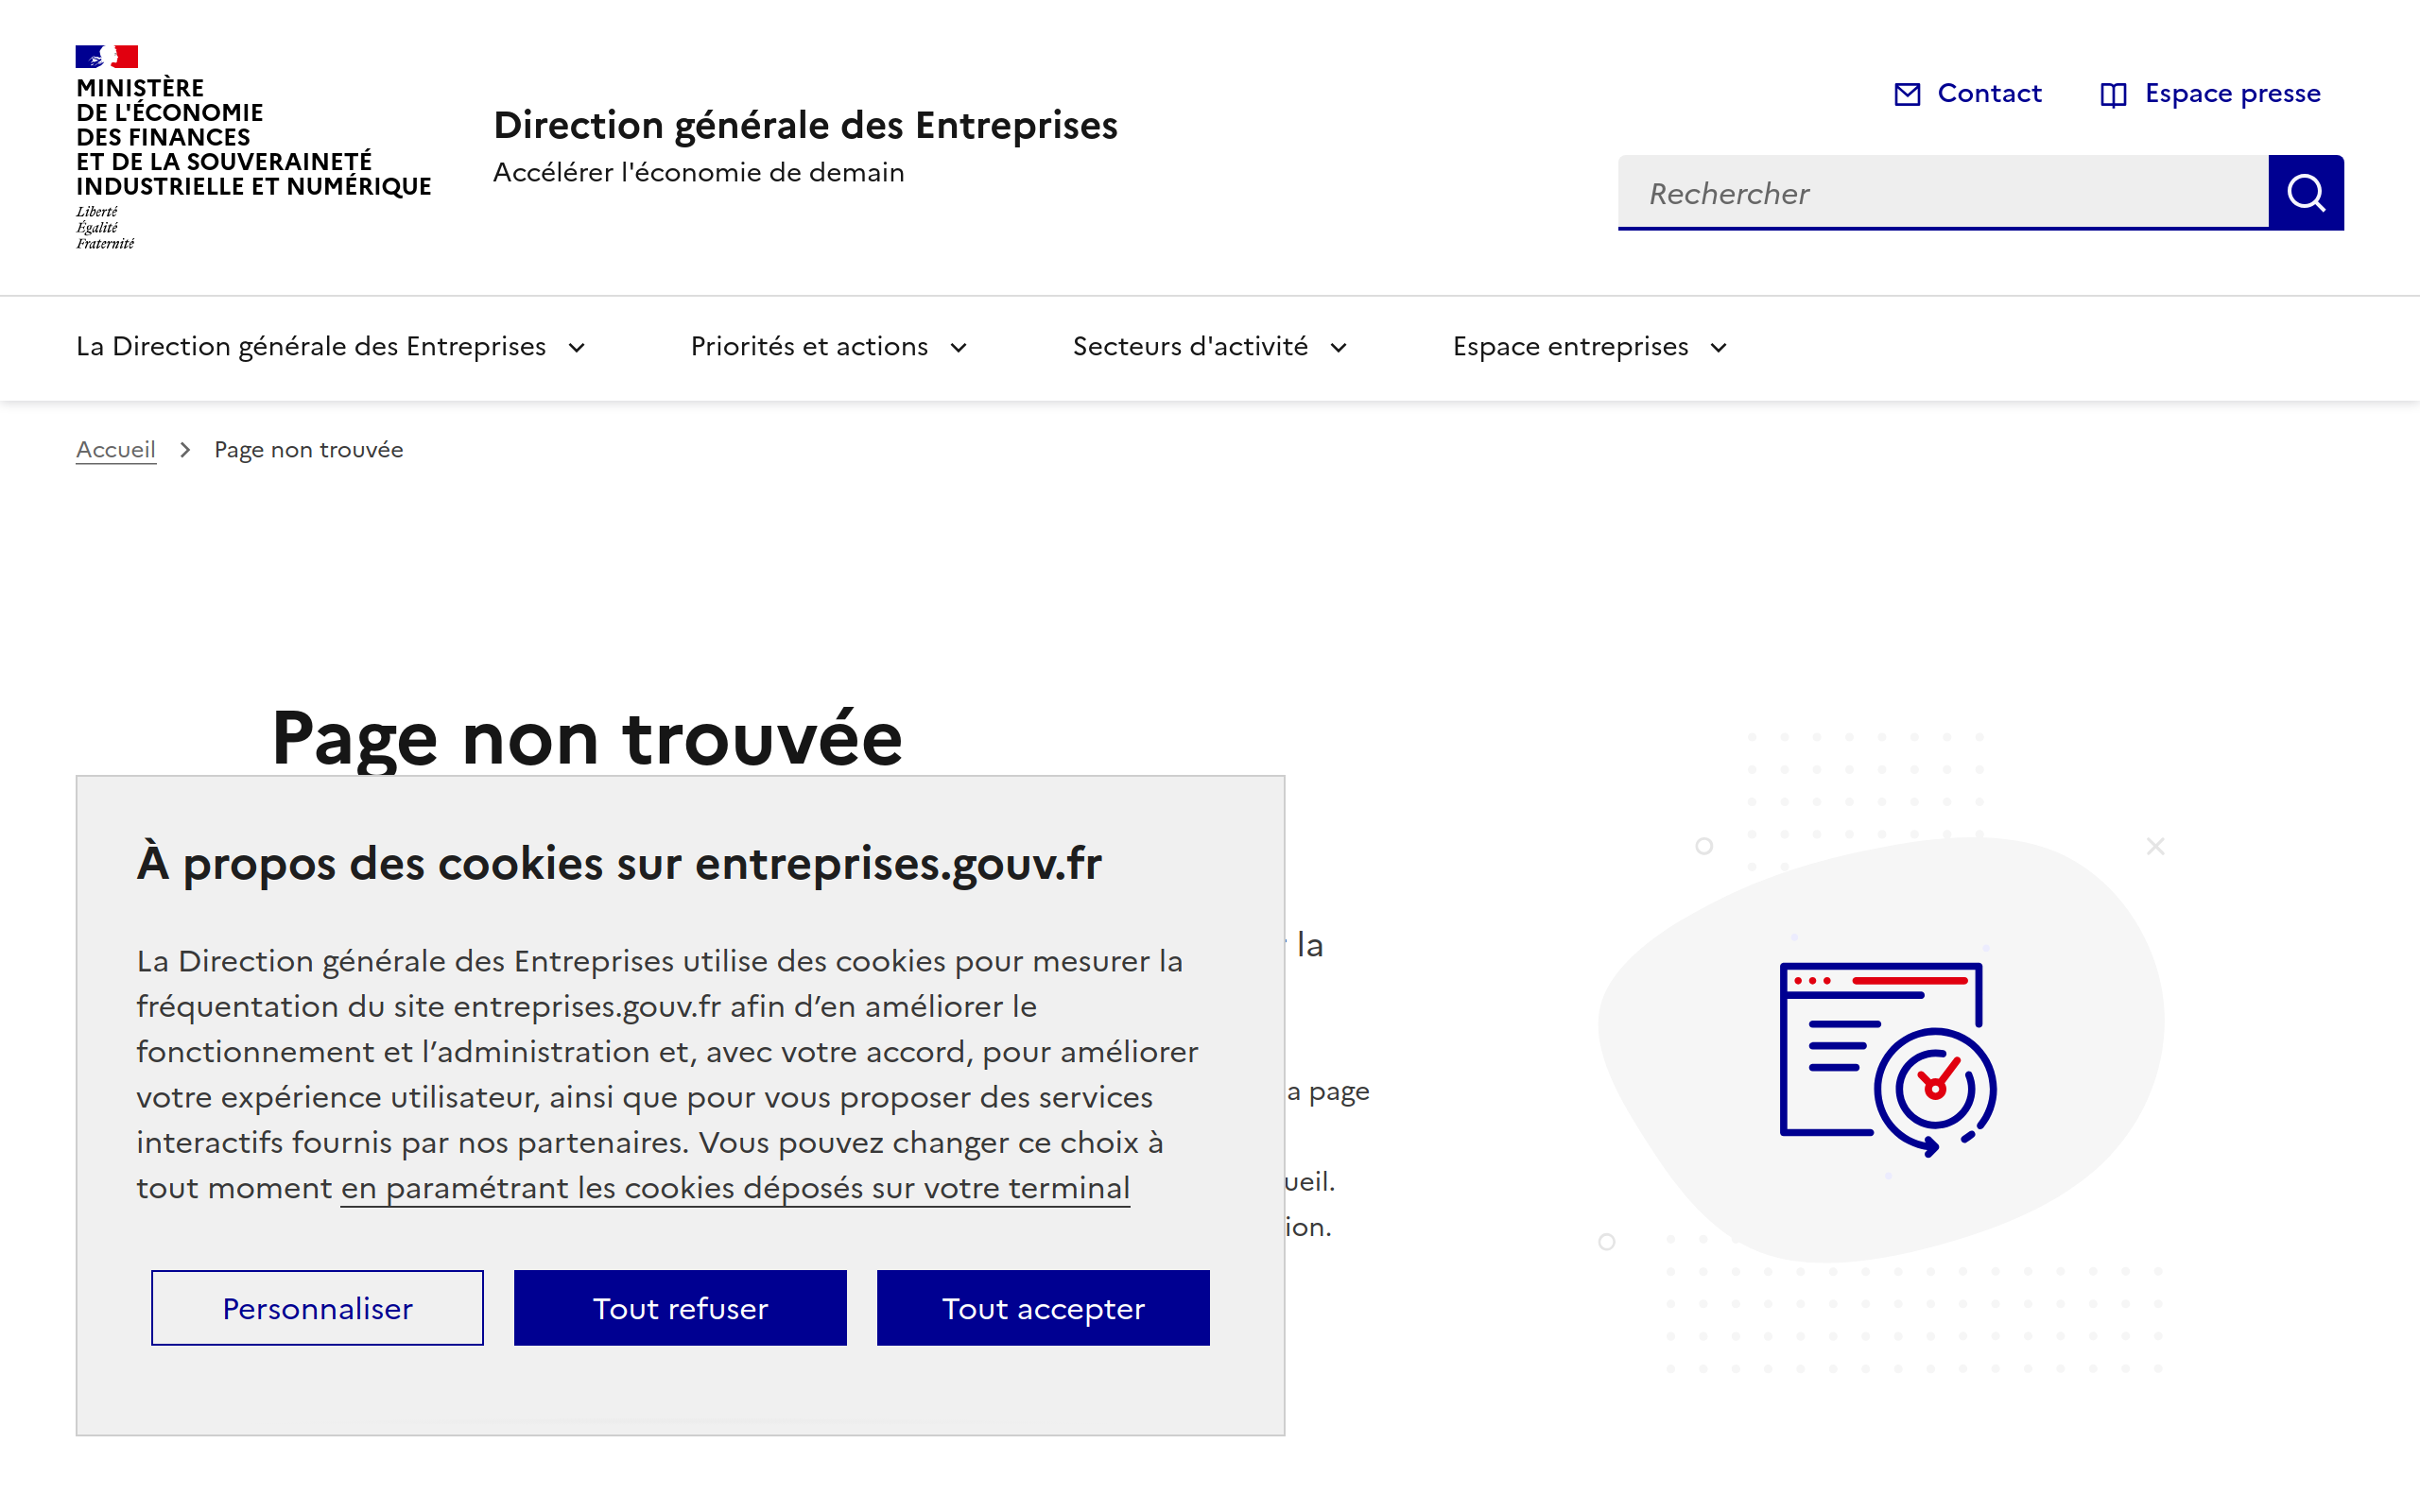 MINISTÈRE
DE L'ÉCONOMIE
DES FINANCES
ET DE LA SOUVERAINETÉ
INDUSTRIELLE ET NUMÉRIQUE
Liberté
Égalité
Fraternité
Direction générale des Entreprises
Accélérer l'économie de demain
Contact
Espace presse
Rechercher
La Direction générale des Entreprises
Priorités et actions
Secteurs d'activité
Espace entreprises
Accueil
Page non trouvée
Page non trouvée
À propos des cookies sur entreprises.gouv.fr
La Direction générale des Entreprises utilise des cookies pour mesurer la
fréquentation du site entreprises.gouv.fr afin d’en améliorer le
fonctionnement et l’administration et, avec votre accord, pour améliorer
votre expérience utilisateur, ainsi que pour vous proposer des services
interactifs fournis par nos partenaires. Vous pouvez changer ce choix à
tout moment en paramétrant les cookies déposés sur votre terminal
Personnaliser
Tout refuser
Tout accepter
la
page